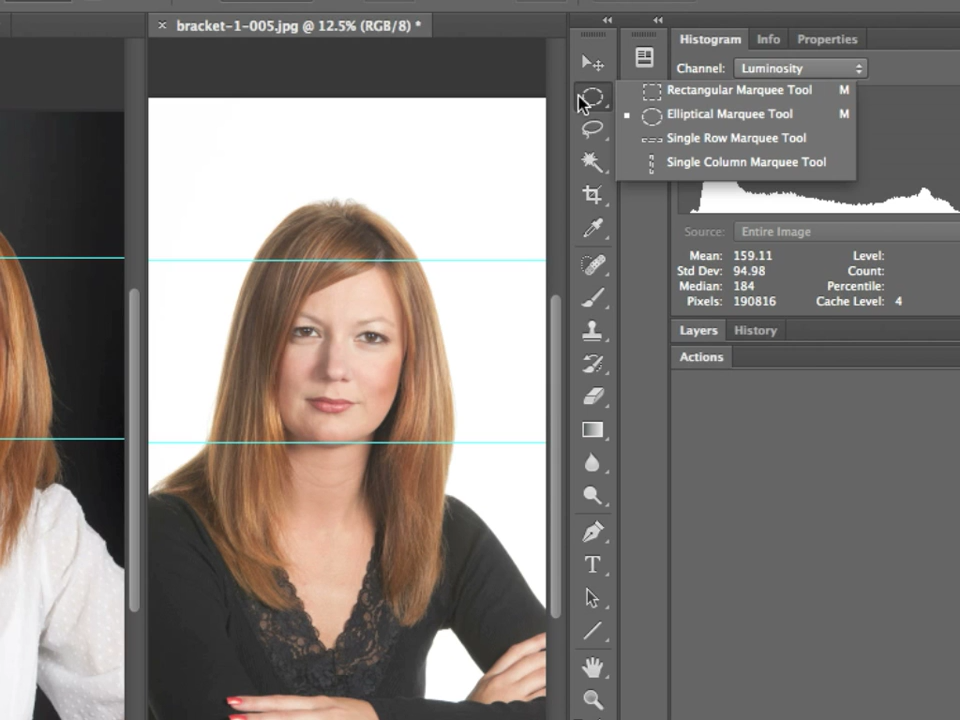 × bracket-1-005.jpg @ 12.5% (RGB/8) *
Histogram Info Properties
Channel: Luminosity
Rectangular Marquee Tool M
Elliptical Marquee Tool M
Single Row Marquee Tool
Single Column Marquee Tool
Source: Entire Image
Mean: 159.11 Level:
Std Dev: 94.98 Count:
Median: 184 Percentile:
Pixels: 190816 Cache Level: 4
Layers History
Actions